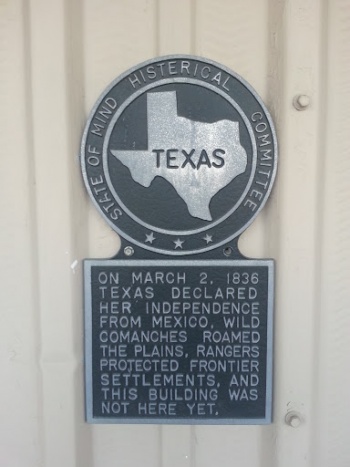 STATE OF MIND HISTERICAL COMMITTEE
TEXAS
ON MARCH 2, 1836
TEXAS DECLARED
HER INDEPENDENCE
FROM MEXICO, WILD
COMANCHES ROAMED
THE PLAINS, RANGERS
PROTECTED FRONTIER
SETTLEMENTS, AND
THIS BUILDING WAS
NOT HERE YET.